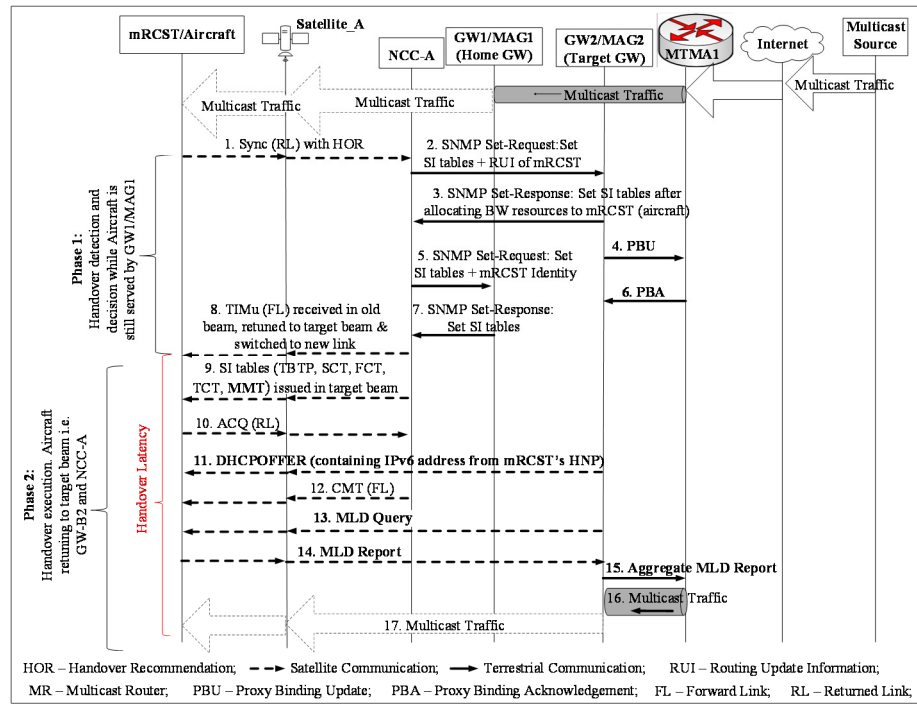 mRCST/Aircraft
Satellite_A
NCC-A
GW1/MAG1
(Home GW)
GW2/MAG2
(Target GW)
MTMA1
Internet
Multicast
Source
Multicast Traffic
Multicast Traffic
Multicast Traffic
1. Sync (RL) with HOR
2. SNMP Set-Request:Set
SI tables + RUI of mRCST
3. SNMP Set-Response: Set SI tables after
allocating BW resources to mRCST (aircraft)
4. PBU
5. SNMP Set-Request: Set
SI tables + mRCST Identity
6. PBA
7. SNMP Set-Response:
Set SI tables
8. TIMu (FL) received in old
beam, retuned to target beam &
switched to new link
9. SI tables (TBTP, SCT, FCT,
TCT, MMT) issued in target beam
10. ACQ (RL)
11. DHCPOFFER (containing IPv6 address from mRCST's HNP)
12. CMT (FL)
13. MLD Query
14. MLD Report
15. Aggregate MLD Report
16. Multicast Traffic
17. Multicast Traffic
Phase 1:
Handover detection and
decision while Aircraft is
still served by GW1/MAG1
Phase 2:
Handover execution. Aircraft
retuning to target beam i.e.
GW-B2 and NCC-A
Handover Latency
HOR – Handover Recommendation; Satellite Communication; Terrestrial Communication; RUI – Routing Update Information;
MR – Multicast Router; PBU – Proxy Binding Update; PBA – Proxy Binding Acknowledgement; FL – Forward Link; RL – Returned Link;